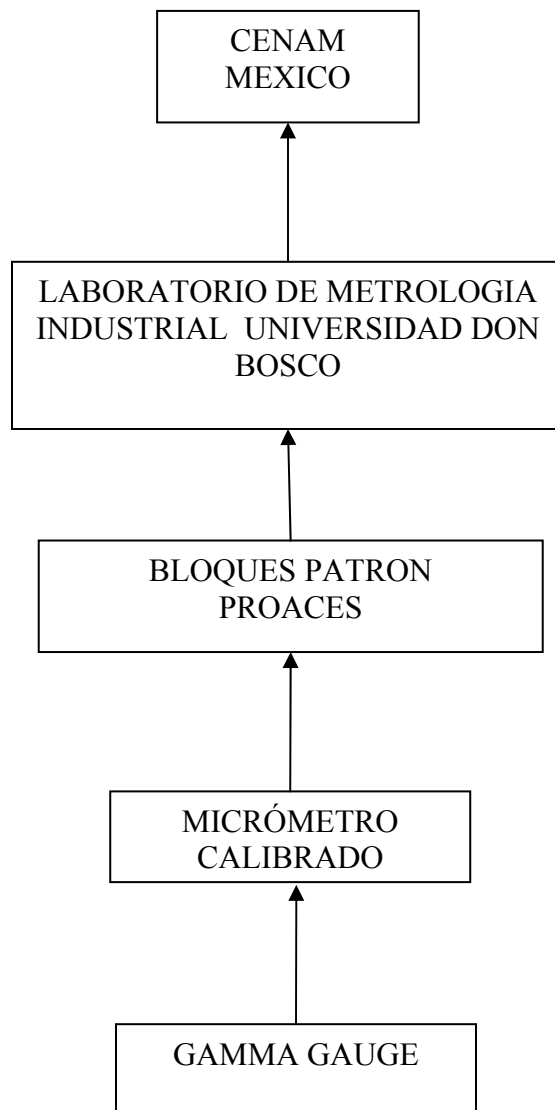 CENAM
MEXICO
LABORATORIO DE METROLOGIA
INDUSTRIAL UNIVERSIDAD DON
BOSCO
BLOQUES PATRON
PROACES
MICRÓMETRO
CALIBRADO
GAMMA GAUGE